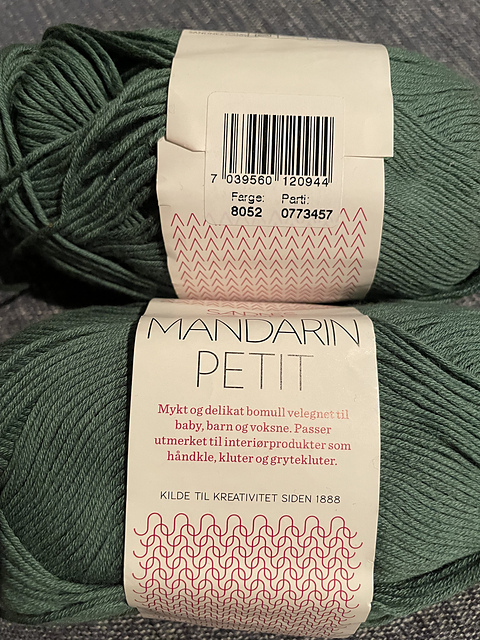 7 039560 120944
Farge: Parti:
8052 0773457
MANDARIN
PETIT
Mykt og delikat bomull velegnet til
baby, barn og voksne. Passer
utmerket til interiørprodukter som
håndkle, kluter og grytekluter.
KILDE TIL KREATIVITET SIDEN 1888